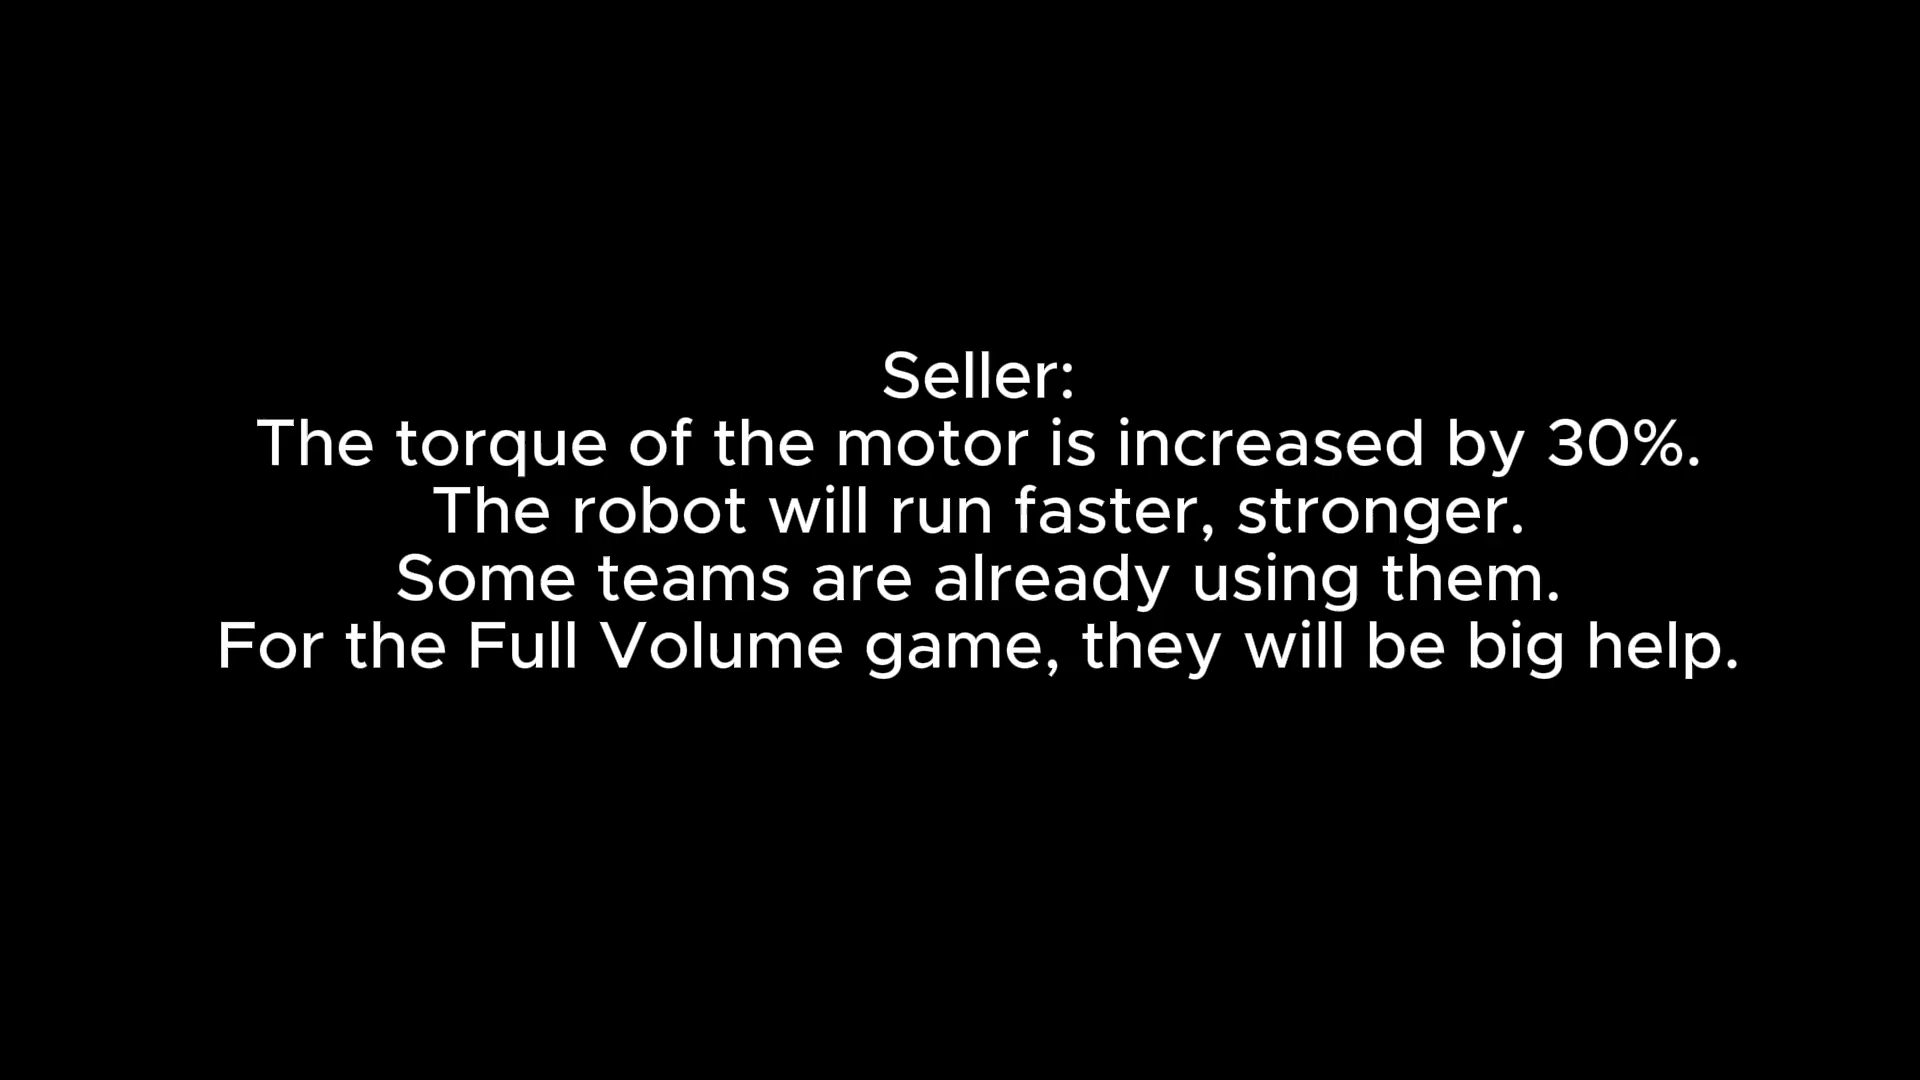 Seller:
The torque of the motor is increased by 30%.
The robot will run faster, stronger.
Some teams are already using them.
For the Full Volume game, they will be big help.